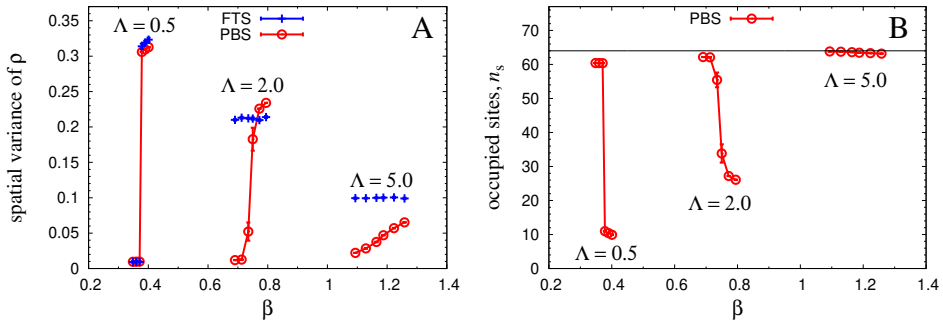 FTS
PBS
A
Λ = 0.5
Λ = 2.0
Λ = 5.0
spatial variance of ρ
0.35
0.3
0.25
0.2
0.15
0.1
0.05
0
0.2 0.4 0.6 0.8 1 1.2 1.4
β
PBS
B
Λ = 5.0
Λ = 2.0
Λ = 0.5
occupied sites, nₛ
70
60
50
40
30
20
10
0
0.2 0.4 0.6 0.8 1 1.2 1.4
β